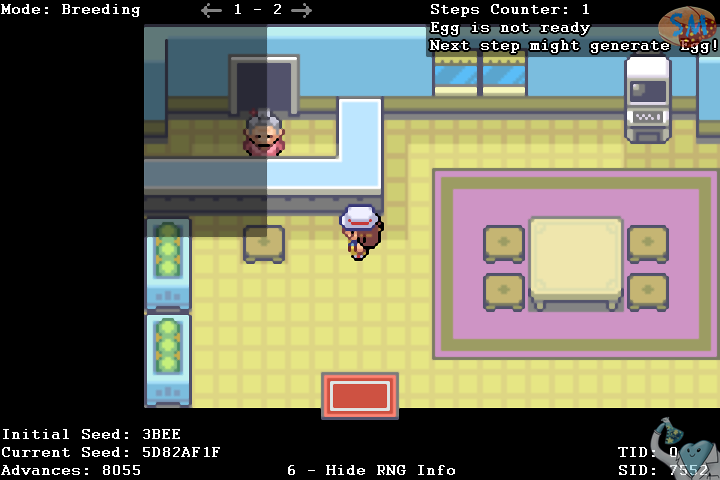 Mode: Breeding
1 - 2
Steps Counter: 1
Egg is not ready
Next step might generate Egg!
SM
Initial Seed: 3BEE
Current Seed: 5D82AF1F
Advances: 8055
6 - Hide RNG Info
TID: 0
SID: 7552